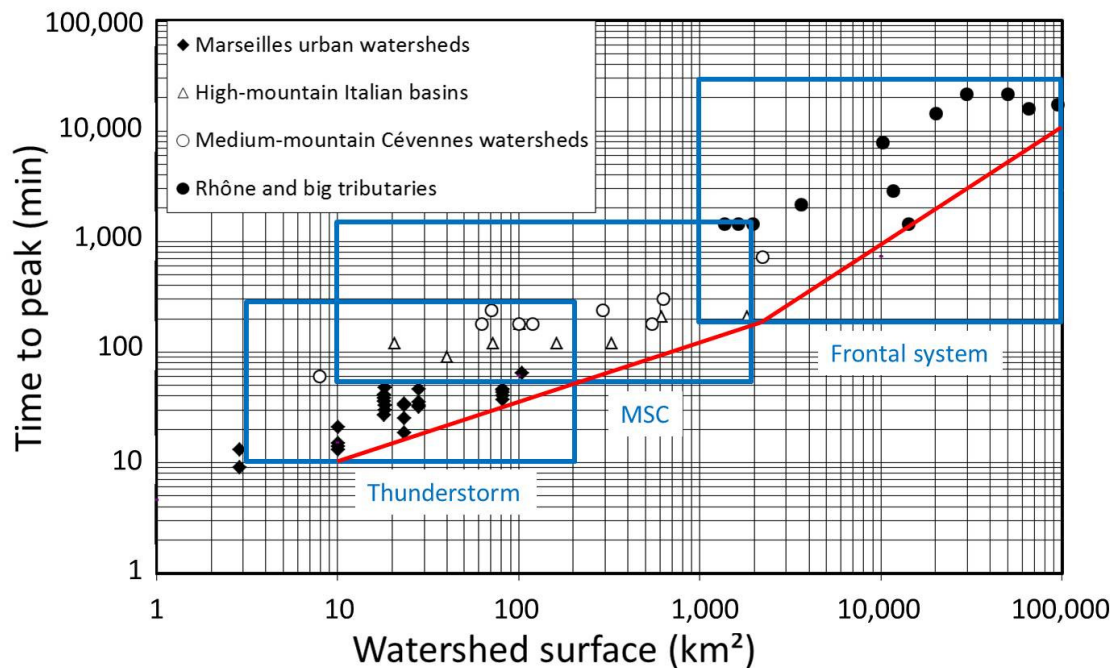 100,000
10,000
1,000
100
10
1
Time to peak (min)
Marseilles urban watersheds
High-mountain Italian basins
Medium-mountain Cévennes watersheds
Rhône and big tributaries
Frontal system
MSC
Thunderstorm
1
10
100
1,000
10,000
100,000
Watershed surface (km²)